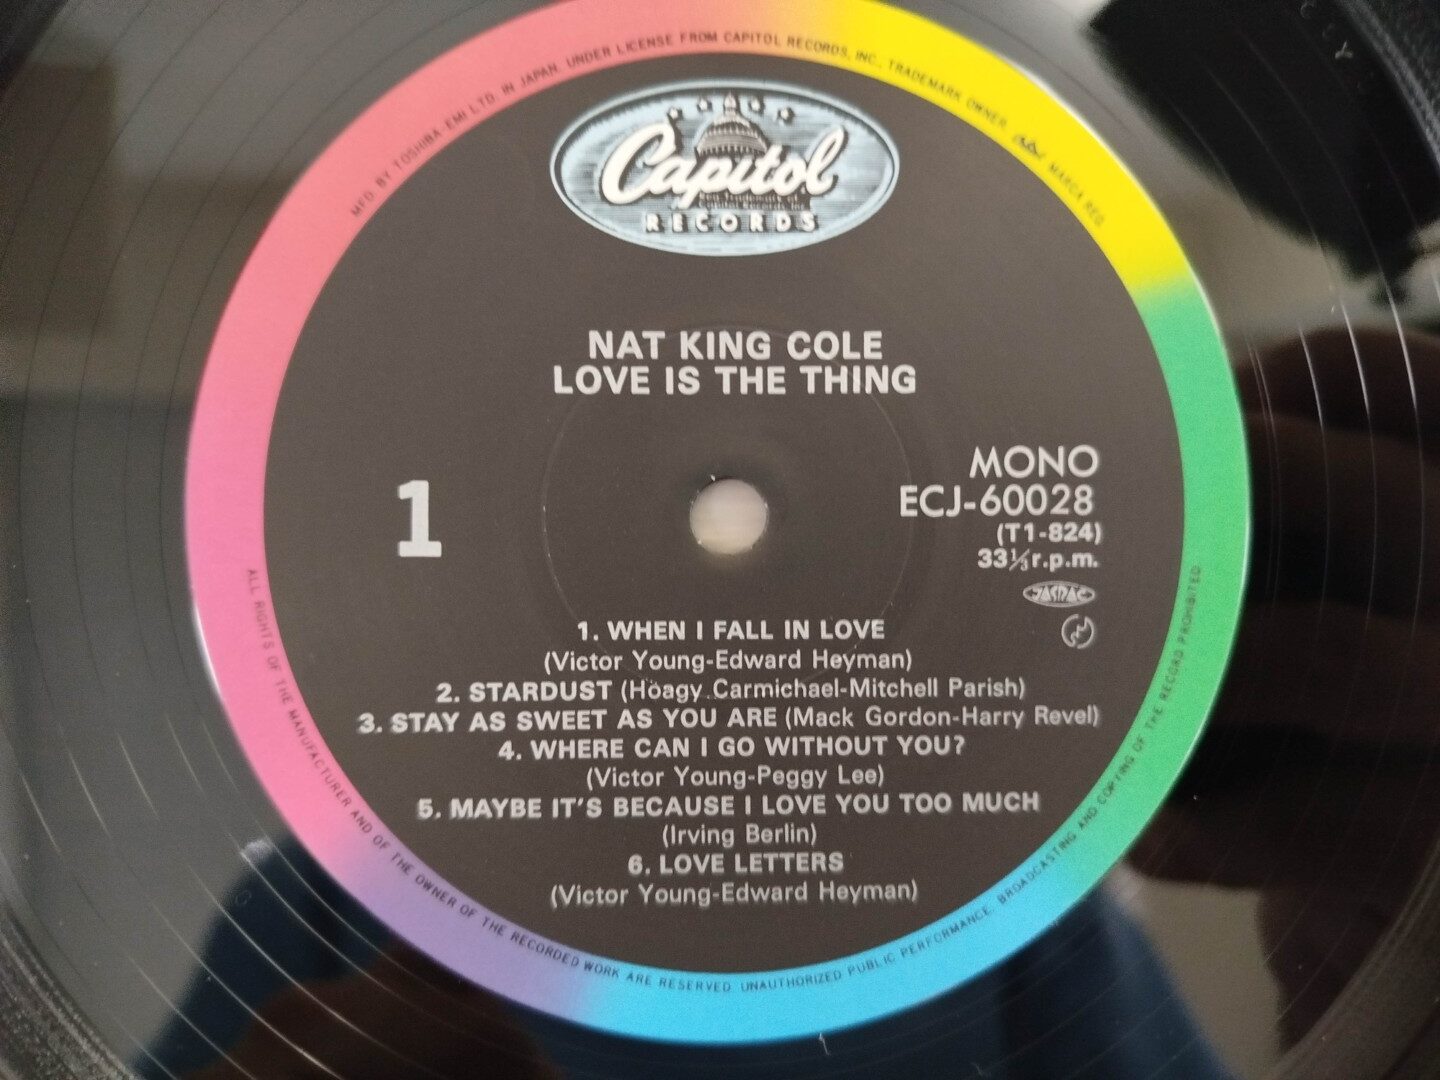 MFD. BY TOSHIBA-EMI LTD. IN JAPAN. UNDER LICENSE FROM CAPITOL RECORDS, INC., TRADEMARK OWNER. Capitol MARCA REG.
Capitol
RECORDS
NAT KING COLE
LOVE IS THE THING
1
MONO
ECJ-60028
(T1-824)
33⅓r.p.m.
JASRAC
1. WHEN I FALL IN LOVE
(Victor Young-Edward Heyman)
2. STARDUST (Hoagy Carmichael-Mitchell Parish)
3. STAY AS SWEET AS YOU ARE (Mack Gordon-Harry Revel)
4. WHERE CAN I GO WITHOUT YOU?
(Victor Young-Peggy Lee)
5. MAYBE IT'S BECAUSE I LOVE YOU TOO MUCH
(Irving Berlin)
6. LOVE LETTERS
(Victor Young-Edward Heyman)
ALL RIGHTS OF THE MANUFACTURER AND OF THE OWNER OF THE RECORDED WORK ARE RESERVED. UNAUTHORIZED PUBLIC PERFORMANCE. BROADCASTING AND COPYING OF THE RECORD PROHIBITED.